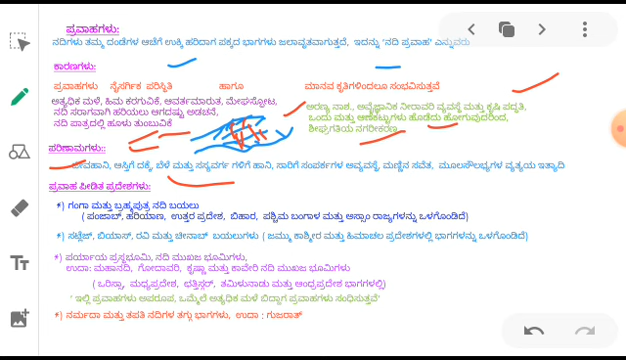 ಪ್ರವಾಹಗಳು:
ನದಿಗಳು ತಮ್ಮ ದಂಡೆಗಳ ಆಚೆಗೆ ಉಕ್ಕಿ ಹರಿದಾಗ ಪಕ್ಕದ ಭಾಗಗಳು ಜಲಾವೃತವಾಗುತ್ತದೆ, ಇದನ್ನು 'ನದಿ ಪ್ರವಾಹ' ಎನ್ನುವರು
ಕಾರಣಗಳು:
ಪ್ರವಾಹಗಳು ನೈಸರ್ಗಿಕ ಪರಿಸ್ಥಿತಿ ಹಾಗೂ ಮಾನವ ಕೃತಿಗಳಿಂದಲೂ ಸಂಭವಿಸುತ್ತವೆ
ಅತ್ಯಧಿಕ ಮಳೆ, ಹಿಮ ಕರಗುವಿಕೆ, ಆವರ್ತಮಾರುತ, ಮೇಘಸ್ಫೋಟ,
ನದಿ ಸರಾಗವಾಗಿ ಹರಿಯಲು ಆಗದಷ್ಟು ಅಡಚಣೆ,
ನದಿ ಪಾತ್ರದಲ್ಲಿ ಹೂಳು ತುಂಬುವಿಕೆ
ಅರಣ್ಯ ನಾಶ, ಅವೈಜ್ಞಾನಿಕ ನೀರಾವರಿ ವ್ಯವಸ್ಥೆ ಮತ್ತು ಕೃಷಿ ಪದ್ಧತಿ,
ಒಂದು ಮತ್ತು ಆಣೆಕಟ್ಟುಗಳು ಹೊಡೆದು ಹೋಗುವುದರಿಂದ,
ಶೀಘ್ರಗತಿಯ ನಗರೀಕರಣ
ಪರಿಣಾಮಗಳು:
ಆಸ್ತಿಗೆ ದಕ್ಕೆ, ಬೆಳೆ ಮತ್ತು ಸಸ್ಯವರ್ಗ ಗಳಿಗೆ ಹಾನಿ, ಸಾರಿಗೆ ಸಂಪರ್ಕಗಳ ಅವ್ಯವಸ್ಥೆ, ಮಣ್ಣಿನ ಸವೆತ, ಮೂಲಸೌಲಭ್ಯಗಳ ವ್ಯತ್ಯಯ ಇತ್ಯಾದಿ
ಪ್ರವಾಹ ಪೀಡಿತ ಪ್ರದೇಶಗಳು:
*) ಗಂಗಾ ಮತ್ತು ಬ್ರಹ್ಮಪುತ್ರ ನದಿ ಬಯಲು
( ಪಂಜಾಬ್, ಹರಿಯಾಣ, ಉತ್ತರ ಪ್ರದೇಶ, ಬಿಹಾರ, ಪಶ್ಚಿಮ ಬಂಗಾಳ ಮತ್ತು ಅಸ್ಸಾಂ ರಾಜ್ಯಗಳನ್ನು ಒಳಗೊಂಡಿದೆ)
*) ಸಟ್ಲೆಜ್, ಬಿಯಾಸ್, ರವಿ ಮತ್ತು ಚೀನಾಬ್ ಬಯಲುಗಳು ( ಜಮ್ಮು ಕಾಶ್ಮೀರ ಮತ್ತು ಹಿಮಾಚಲ ಪ್ರದೇಶಗಳಲ್ಲಿ ಭಾಗಗಳನ್ನು ಒಳಗೊಂಡಿದೆ)
*) ಪರ್ಯಾಯ ಪ್ರಸ್ಥಭೂಮಿ, ನದಿ ಮುಖಜ ಭೂಮಿಗಳು,
ಉದಾ: ಮಹಾನದಿ, ಗೋದಾವರಿ, ಕೃಷ್ಣಾ ಮತ್ತು ಕಾವೇರಿ ನದಿ ಮುಖಜ ಭೂಮಿಗಳು
( ಒರಿಸ್ಸಾ, ಮಧ್ಯಪ್ರದೇಶ, ಛತ್ತಿಸ್ಗರ್, ತಮಿಳುನಾಡು ಮತ್ತು ಆಂಧ್ರಪ್ರದೇಶ ಭಾಗಗಳಲ್ಲಿ)
' ಇಲ್ಲಿ ಪ್ರವಾಹಗಳು ಅಪರೂಪ, ಒಮ್ಮೆಲೆ ಅತ್ಯಧಿಕ ಮಳೆ ಬಿದ್ದಾಗ ಪ್ರವಾಹಗಳು ಸಂಧಿಸುತ್ತವೆ'
*) ನರ್ಮದಾ ಮತ್ತು ತಪತಿ ನದಿಗಳ ತಗ್ಗು ಭಾಗಗಳು, ಉದಾ : ಗುಜರಾತ್